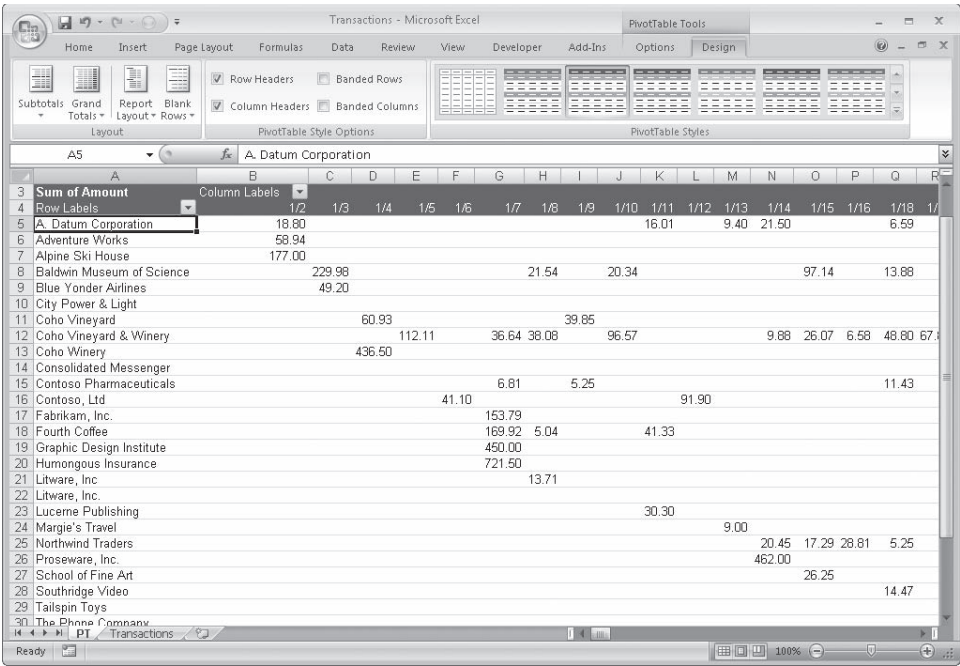 Transactions - Microsoft Excel
PivotTable Tools
Home Insert Page Layout Formulas Data Review View Developer Add-Ins Options Design
Subtotals
Grand Totals
Report Layout
Blank Rows
Row Headers
Banded Rows
Column Headers
Banded Columns
Layout
PivotTable Style Options
PivotTable Styles
A5 fx A. Datum Corporation
A B C D E F G H I J K L M N O P Q R
3 Sum of Amount Column Labels
4 Row Labels 1/2 1/3 1/4 1/5 1/6 1/7 1/8 1/9 1/10 1/11 1/12 1/13 1/14 1/15 1/16 1/18 1/
5 A. Datum Corporation 18.80 16.01 9.40 21.50 6.59
6 Adventure Works 58.94
7 Alpine Ski House 177.00
8 Baldwin Museum of Science 229.98 21.54 20.34 97.14 13.88
9 Blue Yonder Airlines 49.20
10 City Power & Light
11 Coho Vineyard 60.93 39.85
12 Coho Vineyard & Winery 112.11 36.64 38.08 96.57 9.88 26.07 6.58 48.80 67.
13 Coho Winery 436.50
14 Consolidated Messenger
15 Contoso Pharmaceuticals 6.81 5.25 11.43
16 Contoso, Ltd 41.10 91.90
17 Fabrikam, Inc. 153.79
18 Fourth Coffee 169.92 5.04 41.33
19 Graphic Design Institute 450.00
20 Humongous Insurance 721.50
21 Litware, Inc 13.71
22 Litware, Inc.
23 Lucerne Publishing 30.30
24 Margie's Travel 9.00
25 Northwind Traders 20.45 17.29 28.81 5.25
26 Proseware, Inc. 462.00
27 School of Fine Art 26.25
28 Southridge Video 14.47
29 Tailspin Toys
30 The Phone Company
PT Transactions
Ready 100%